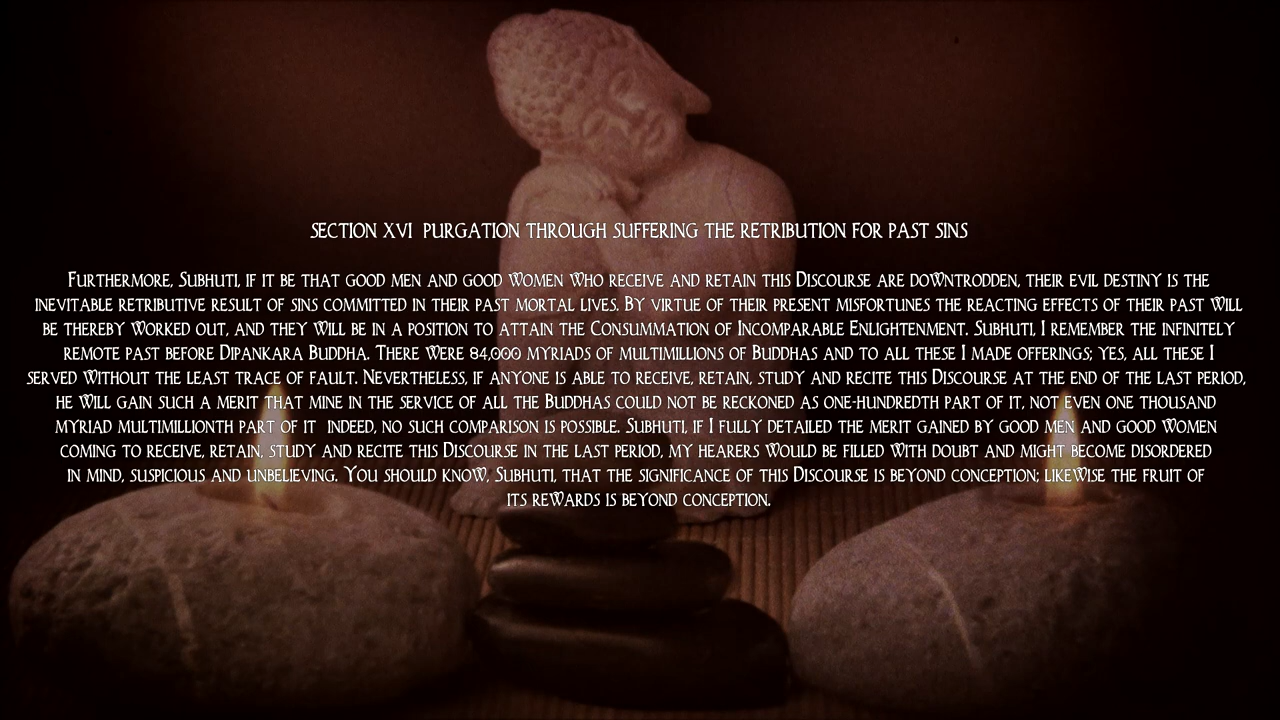 SECTION XVI  PURGATION THROUGH SUFFERING THE RETRIBUTION FOR PAST SINS
Furthermore, Subhuti, if it be that good men and good women who receive and retain this Discourse are downtrodden, their evil destiny is the
inevitable retributive result of sins committed in their past mortal lives. By virtue of their present misfortunes the reacting effects of their past will
be thereby worked out, and they will be in a position to attain the Consummation of Incomparable Enlightenment. Subhuti, I remember the infinitely
remote past before Dipankara Buddha. There were 84,000 myriads of multimillions of Buddhas and to all these I made offerings; yes, all these I
served without the least trace of fault. Nevertheless, if anyone is able to receive, retain, study and recite this Discourse at the end of the last period,
he will gain such a merit that mine in the service of all the Buddhas could not be reckoned as one-hundredth part of it, not even one thousand
myriad multimillionth part of it  indeed, no such comparison is possible. Subhuti, if I fully detailed the merit gained by good men and good women
coming to receive, retain, study and recite this Discourse in the last period, my hearers would be filled with doubt and might become disordered
in mind, suspicious and unbelieving. You should know, Subhuti, that the significance of this Discourse is beyond conception; likewise the fruit of
its rewards is beyond conception.